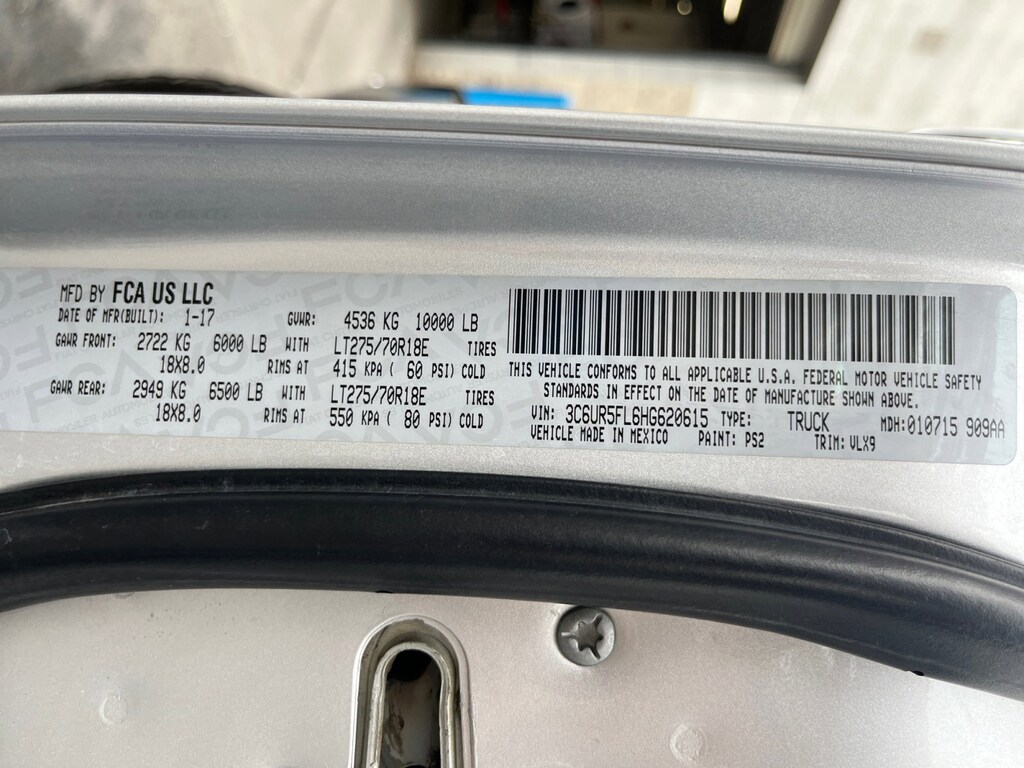 MFD BY FCA US LLC
DATE OF MFR(BUILT): 1-17 GVWR: 4536 KG 10000 LB
GAWR FRONT: 2722 KG 6000 LB WITH LT275/70R18E TIRES
18X8.0 RIMS AT 415 KPA ( 60 PSI) COLD
GAWR REAR: 2949 KG 6500 LB WITH LT275/70R18E TIRES
18X8.0 RIMS AT 550 KPA ( 80 PSI) COLD
THIS VEHICLE CONFORMS TO ALL APPLICABLE U.S.A. FEDERAL MOTOR VEHICLE SAFETY
STANDARDS IN EFFECT ON THE DATE OF MANUFACTURE SHOWN ABOVE.
VIN: 3C6UR5FL6HG620615 TYPE: TRUCK MDH:010715 909AA
VEHICLE MADE IN MEXICO PAINT: PS2 TRIM: VLX9